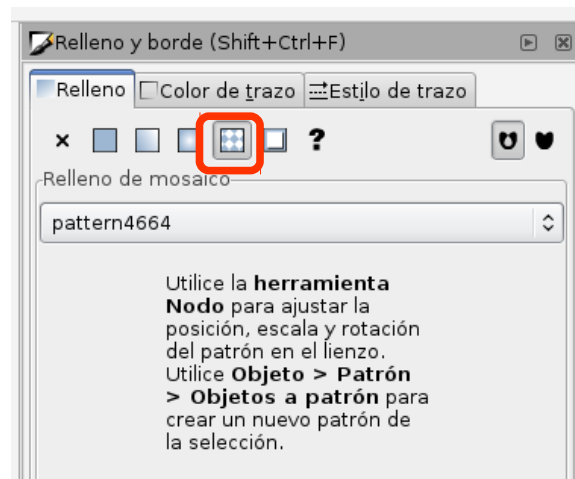 Relleno y borde (Shift+Ctrl+F)
Relleno Color de trazo Estilo de trazo
× ?
Relleno de mosaico
pattern4664
Utilice la herramienta
Nodo para ajustar la
posición, escala y rotación
del patrón en el lienzo.
Utilice Objeto > Patrón
> Objetos a patrón para
crear un nuevo patrón de
la selección.